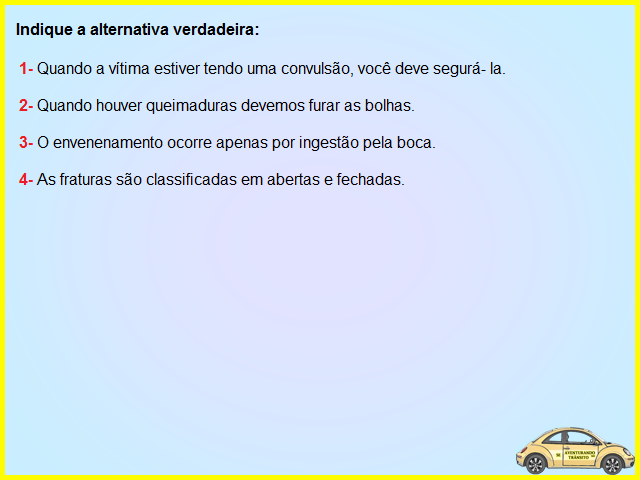 Indique a alternativa verdadeira:
1- Quando a vítima estiver tendo uma convulsão, você deve segurá- la.
2- Quando houver queimaduras devemos furar as bolhas.
3- O envenenamento ocorre apenas por ingestão pela boca.
4- As fraturas são classificadas em abertas e fechadas.
AVENTURANDO
TRÂNSITO